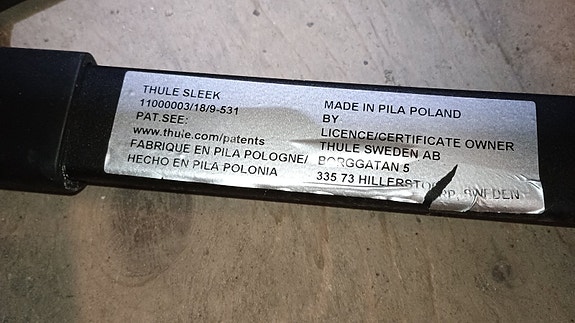 THULE SLEEK
11000003/18/9-531
PAT.SEE:
www.thule.com/patents
FABRIQUE EN PILA POLOGNE/
HECHO EN PILA POLONIA
MADE IN PILA POLAND
BY
LICENCE/CERTIFICATE OWNER
THULE SWEDEN AB
BORGGATAN 5
335 73 HILLERSTORP, SWEDEN